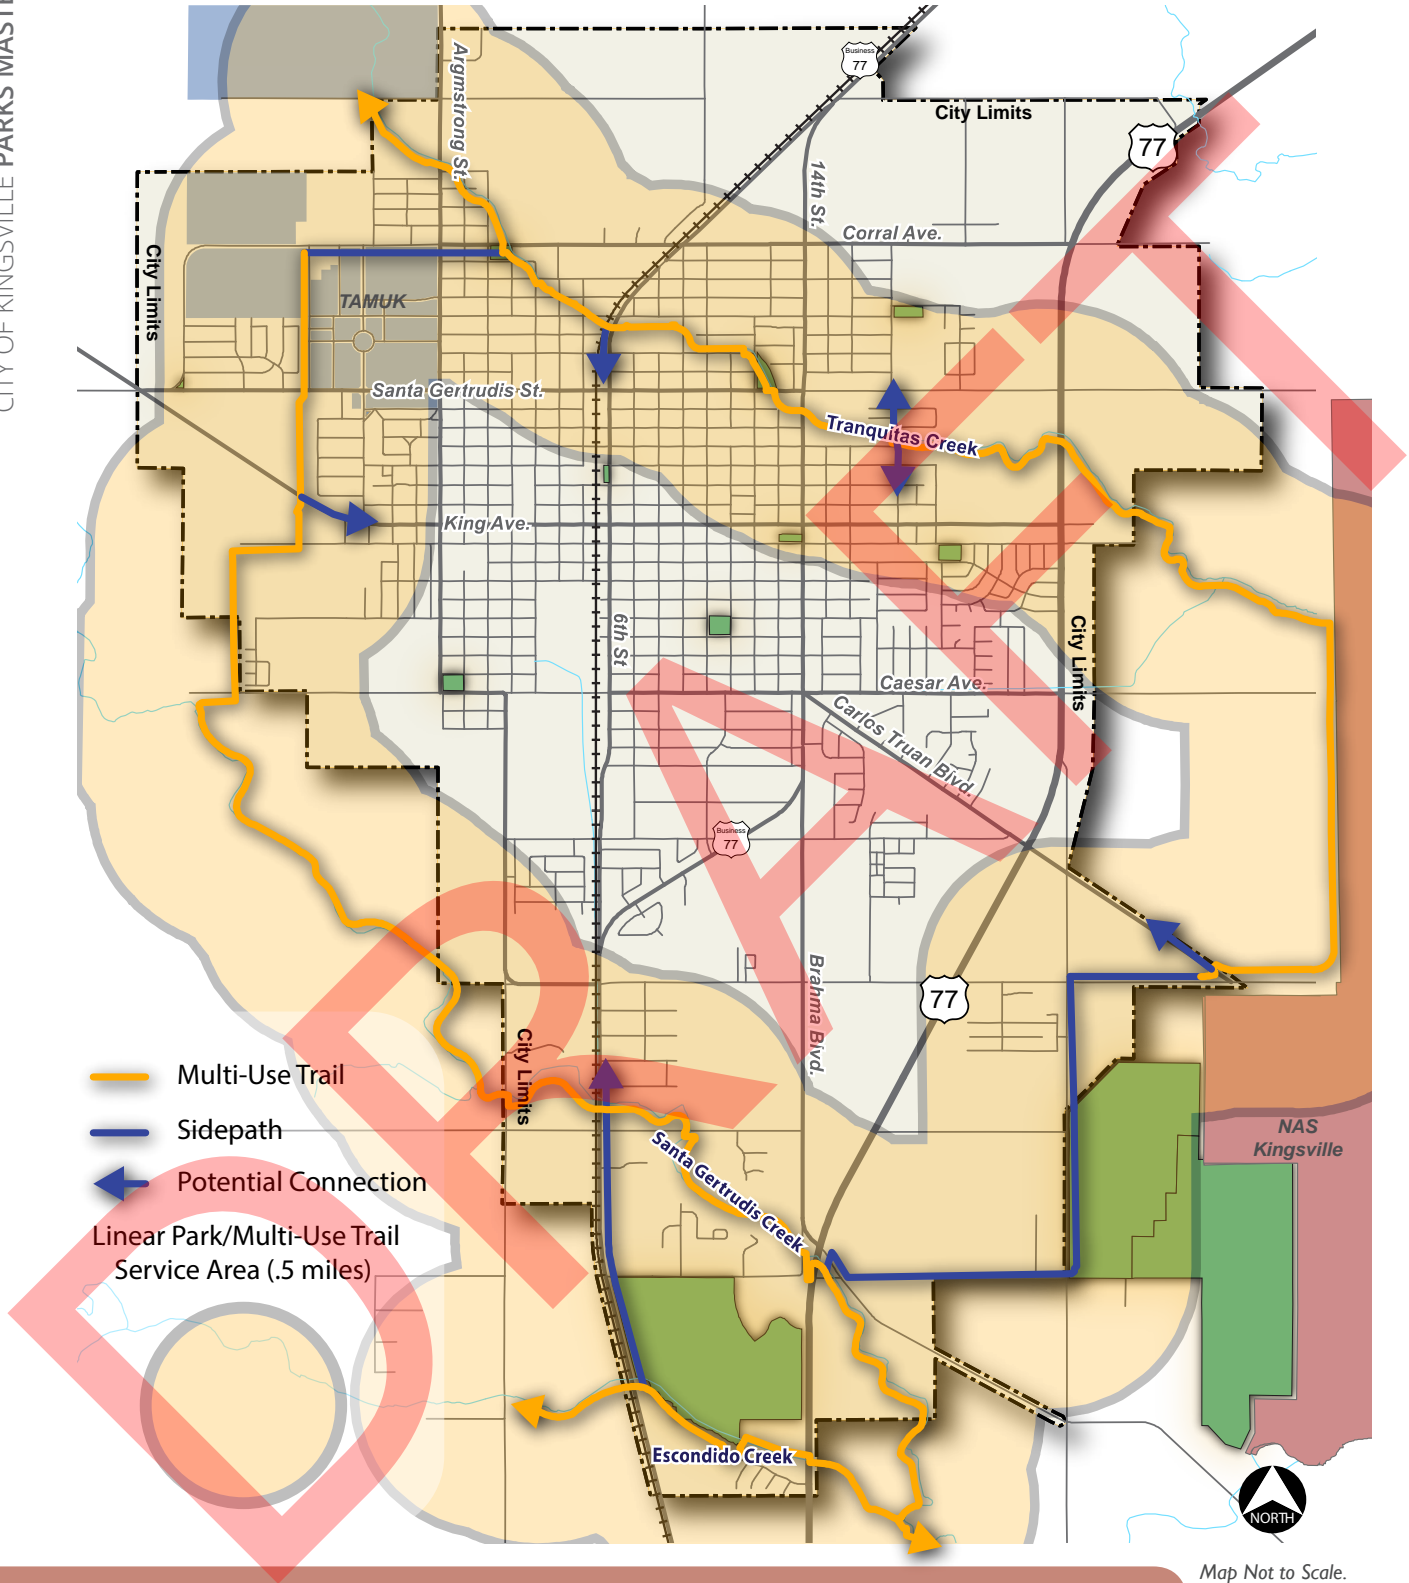 CITY OF KINGSVILLE PARKS MASTE
Argmstrong St.
Business
77
City Limits
77
14th St.
Corral Ave.
City Limits
TAMUK
Santa Gertrudis St.
Tranquitas Creek
King Ave.
6th St
City Limits
Caesar Ave.
Carlos Truan Blvd.
Business
77
Brahma Blvd.
77
City Limits
Multi-Use Trail
Sidepath
Potential Connection
Linear Park/Multi-Use Trail
Service Area (.5 miles)
Santa Gertrudis Creek
NAS
Kingsville
Escondido Creek
NORTH
Map Not to Scale.
DRAFT